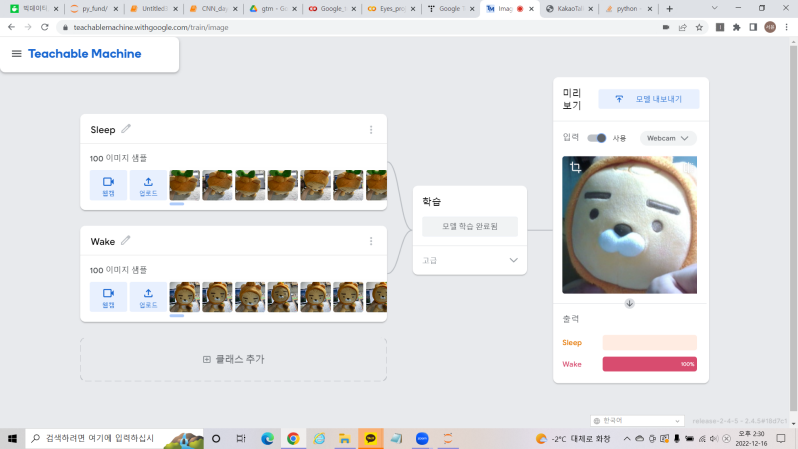 빅데이터
py_fund/
Untitled
CNN_day
gtm - Go
Google_t
Eyes_pro
Google T
Imag
KakaoTal
python -
teachablemachine.withgoogle.com/train/image
Teachable Machine
Sleep
100 이미지 샘플
웹캠
업로드
Wake
100 이미지 샘플
웹캠
업로드
클래스 추가
학습
모델 학습 완료됨
고급
미리
보기
모델 내보내기
입력
사용
Webcam
출력
Sleep
Wake
100%
한국어
release-2-4-5 - 2.4.5#18d7c1
검색하려면 여기에 입력하십시
-2°C 대체로 화창
오후 2:30
2022-12-16